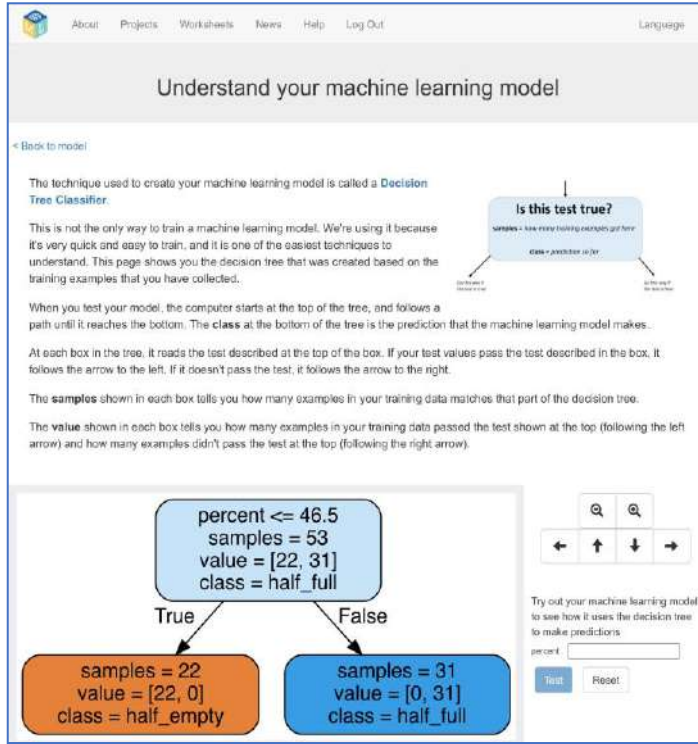 About Projects Worksheets News Help Log Out Language
Understand your machine learning model
< Back to model
The technique used to create your machine learning model is called a Decision
Tree Classifier.
This is not the only way to train a machine learning model. We're using it because
it's very quick and easy to train, and it is one of the easiest techniques to
understand. This page shows you the decision tree that was created based on the
training examples that you have collected.
When you test your model, the computer starts at the top of the tree, and follows a
path until it reaches the bottom. The class at the bottom of the tree is the prediction that the machine learning model makes.
At each box in the tree, it reads the test described at the top of the box. If your test values pass the test described in the box, it
follows the arrow to the left. If it doesn't pass the test, it follows the arrow to the right.
The samples shown in each box tells you how many examples in your training data matches that part of the decision tree.
The value shown in each box tells you how many examples in your training data passed the test shown at the top (following the left
arrow) and how many examples didn't pass the test at the top (following the right arrow).
Is this test true?
samples = how many training examples got here
class = prediction so far
percent <= 46.5
samples = 53
value = [22, 31]
class = half_full
True
False
samples = 22
value = [22, 0]
class = half_empty
samples = 31
value = [0, 31]
class = half_full
Try out your machine learning model
to see how it uses the decision tree
to make predictions
percent
Test Reset